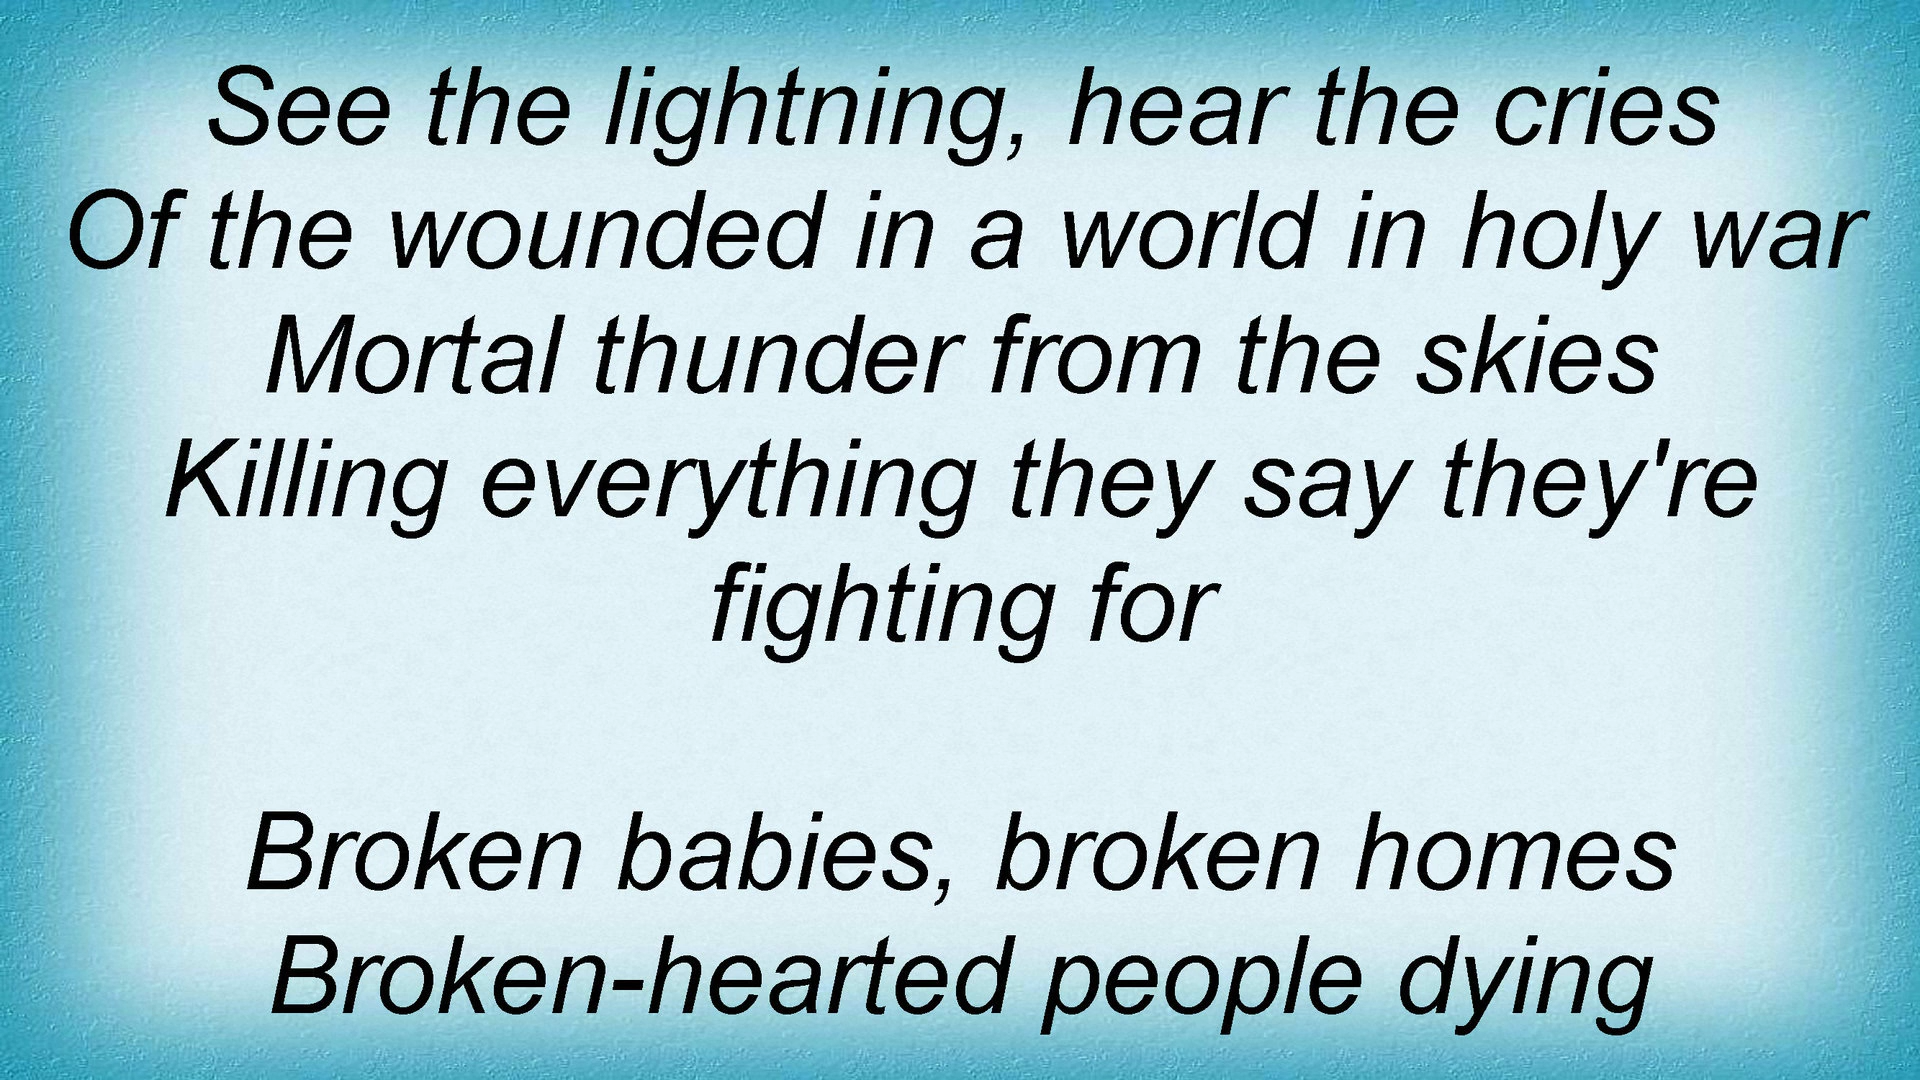 See the lightning, hear the cries
Of the wounded in a world in holy war
Mortal thunder from the skies
Killing everything they say they're
fighting for
Broken babies, broken homes
Broken-hearted people dying